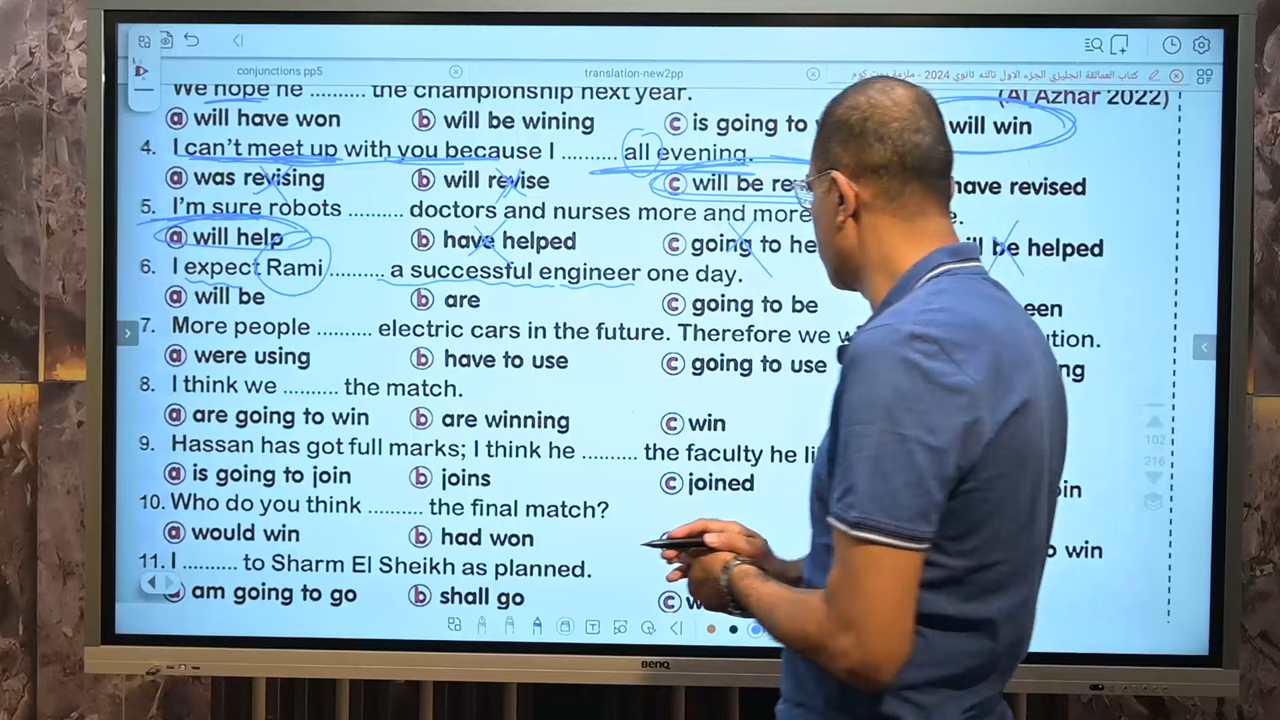 conjunctions pp5
translation-new2pp
كتاب العمالقة انجليزي الجزء الاول ثالثه ثانوي 2024 - ملزمة دوت كوم
We hope he .......... the championship next year. (Al Azhar 2022)
a will have won b will be wining c is going to will win
4. I can't meet up with you because I .......... all evening.
a was revising b will revise c will be have revised
5. I'm sure robots .......... doctors and nurses more and more
a will help b have helped c going to be helped
6. I expect Rami .......... a successful engineer one day.
a will be b are c going to be
7. More people .......... electric cars in the future. Therefore we
a were using b have to use c going to use
8. I think we .......... the match.
a are going to win b are winning c win
9. Hassan has got full marks; I think he .......... the faculty he
a is going to join b joins c joined
10. Who do you think .......... the final match?
a would win b had won win
11. I .......... to Sharm El Sheikh as planned.
am going to go b shall go c
102
216
BenQ